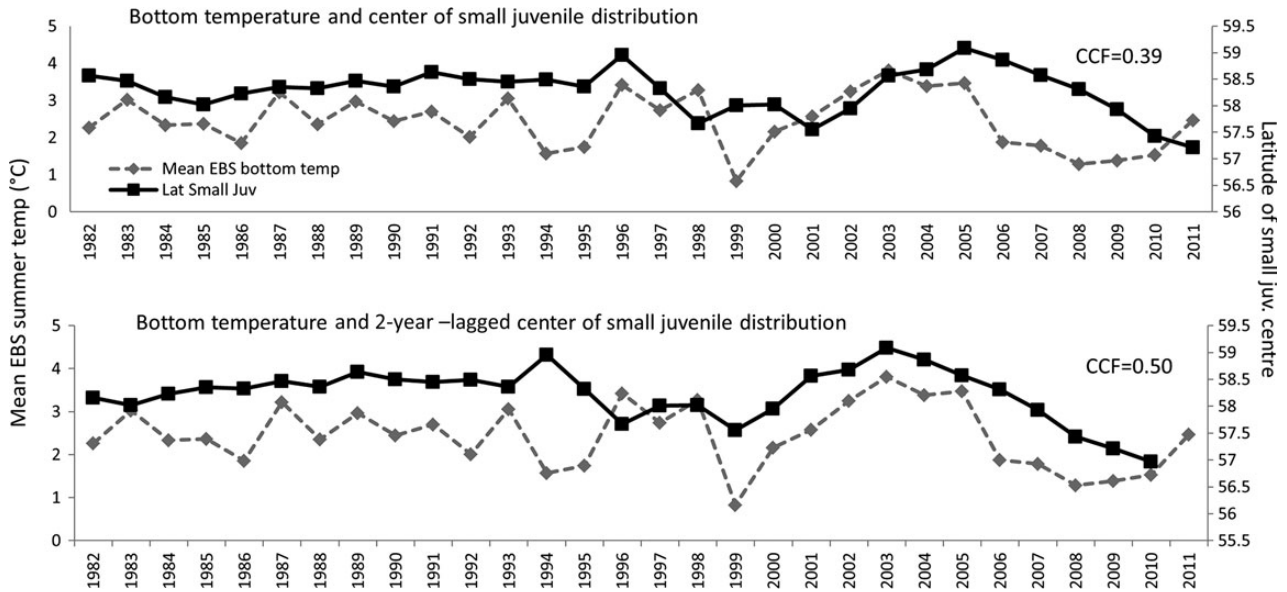 Bottom temperature and center of small juvenile distribution
CCF=0.39
5
4
3
2
1
0
59.5
59
58.5
58
57.5
57
56.5
56
Mean EBS bottom temp
Lat Small Juv
1982 1983 1984 1985 1986 1987 1988 1989 1990 1991 1992 1993 1994 1995 1996 1997 1998 1999 2000 2001 2002 2003 2004 2005 2006 2007 2008 2009 2010 2011
Mean EBS summer temp (°C)
Latitude of small juv. centre
Bottom temperature and 2-year –lagged center of small juvenile distribution
CCF=0.50
5
4
3
2
1
0
59.5
59
58.5
58
57.5
57
56.5
56
55.5
1982 1983 1984 1985 1986 1987 1988 1989 1990 1991 1992 1993 1994 1995 1996 1997 1998 1999 2000 2001 2002 2003 2004 2005 2006 2007 2008 2009 2010 2011